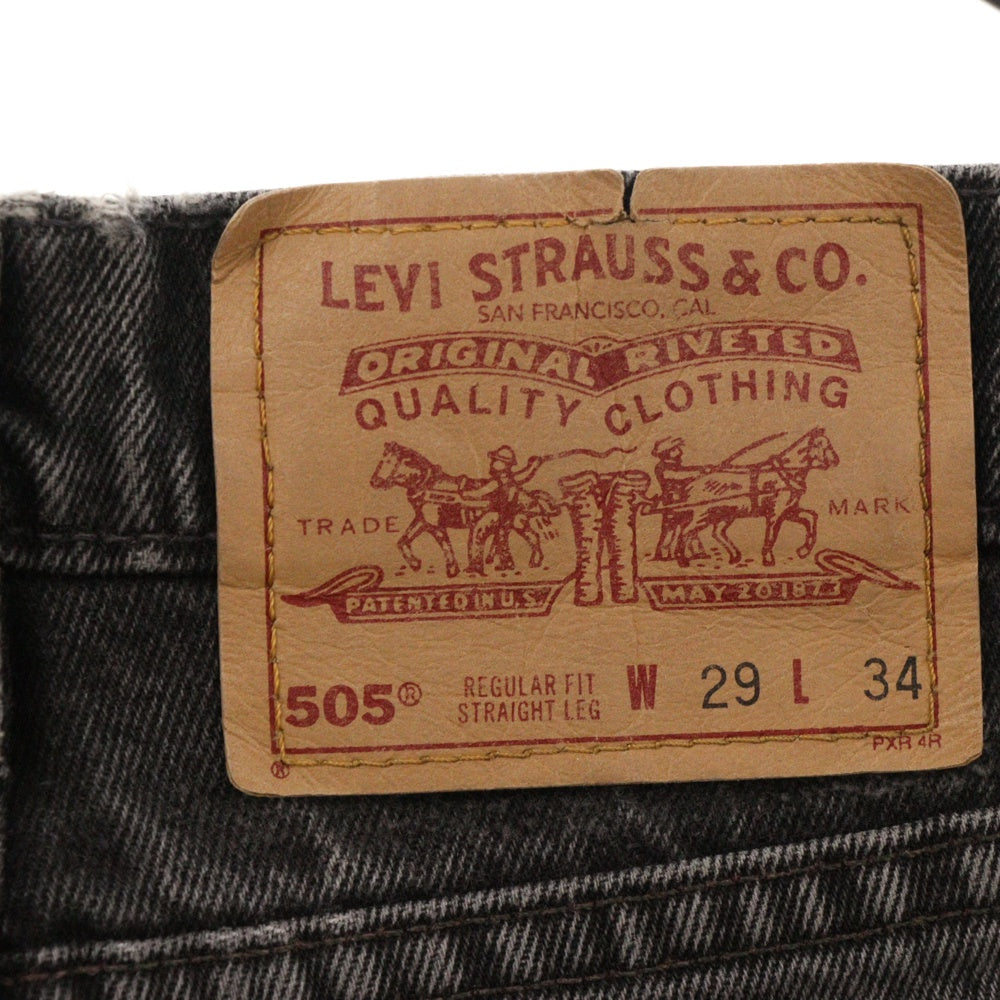 LEVI STRAUSS & CO.
SAN FRANCISCO, CAL
ORIGINAL RIVETED
QUALITY CLOTHING
TRADE MARK
PATENTED IN U.S. MAY 20 1873
505® REGULAR FIT W 29 L 34
STRAIGHT LEG
PXR 4R
®